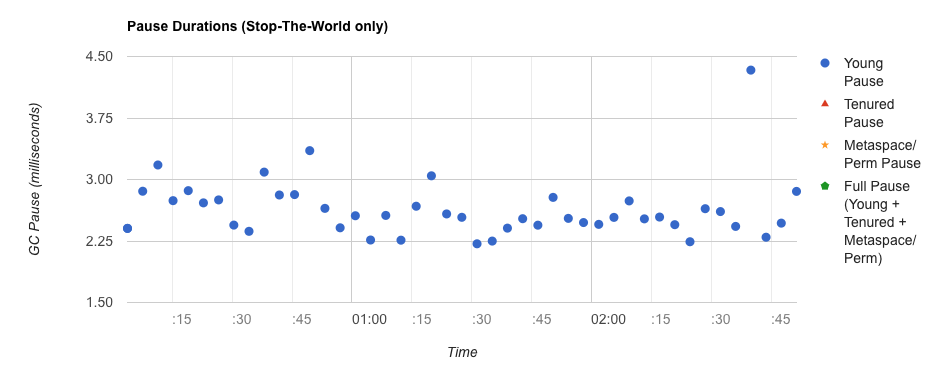 Pause Durations (Stop-The-World only)
4.50
3.75
3.00
2.25
1.50
GC Pause (milliseconds)
:15
:30
:45
01:00
:15
:30
:45
02:00
:15
:30
:45
Time
Young
Pause
Tenured
Pause
Metaspace/
Perm Pause
Full Pause
(Young +
Tenured +
Metaspace/
Perm)